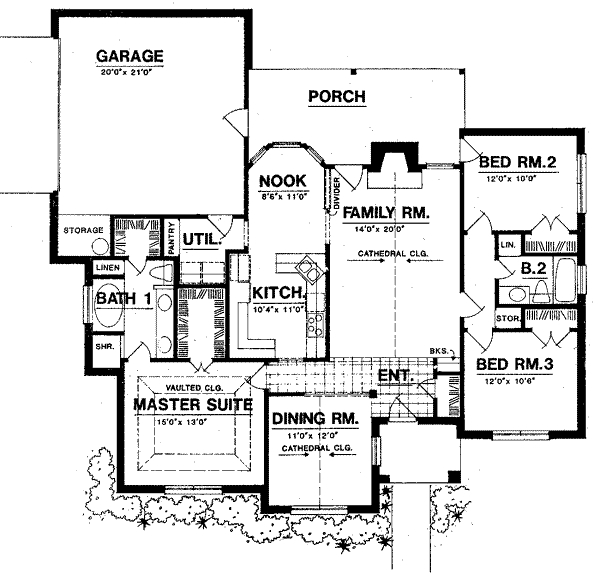 GARAGE
20'0" x 21'0"
PORCH
BED RM.2
12'0" x 10'0"
NOOK
8'6" x 11'0"
DIVIDER
FAMILY RM.
14'0" x 20'0"
CATHEDRAL CLG.
STORAGE
PANTRY
UTIL.
LIN.
B.2
LINEN
BATH 1
KITCH.
10'4" x 11'0"
STOR.
SHR.
BKS.
BED RM.3
12'0" x 10'6"
ENT.
VAULTED CLG.
MASTER SUITE
15'0" x 13'0"
DINING RM.
11'0" x 12'0"
CATHEDRAL CLG.